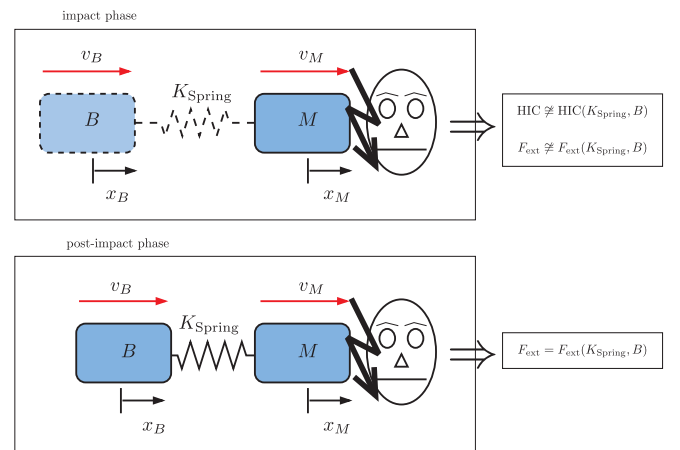 impact phase
v_B
v_M
K_Spring
B
M
x_B
x_M
HIC ≇ HIC(K_Spring, B)
F_ext ≇ F_ext(K_Spring, B)
post-impact phase
v_B
v_M
K_Spring
B
M
x_B
x_M
F_ext = F_ext(K_Spring, B)